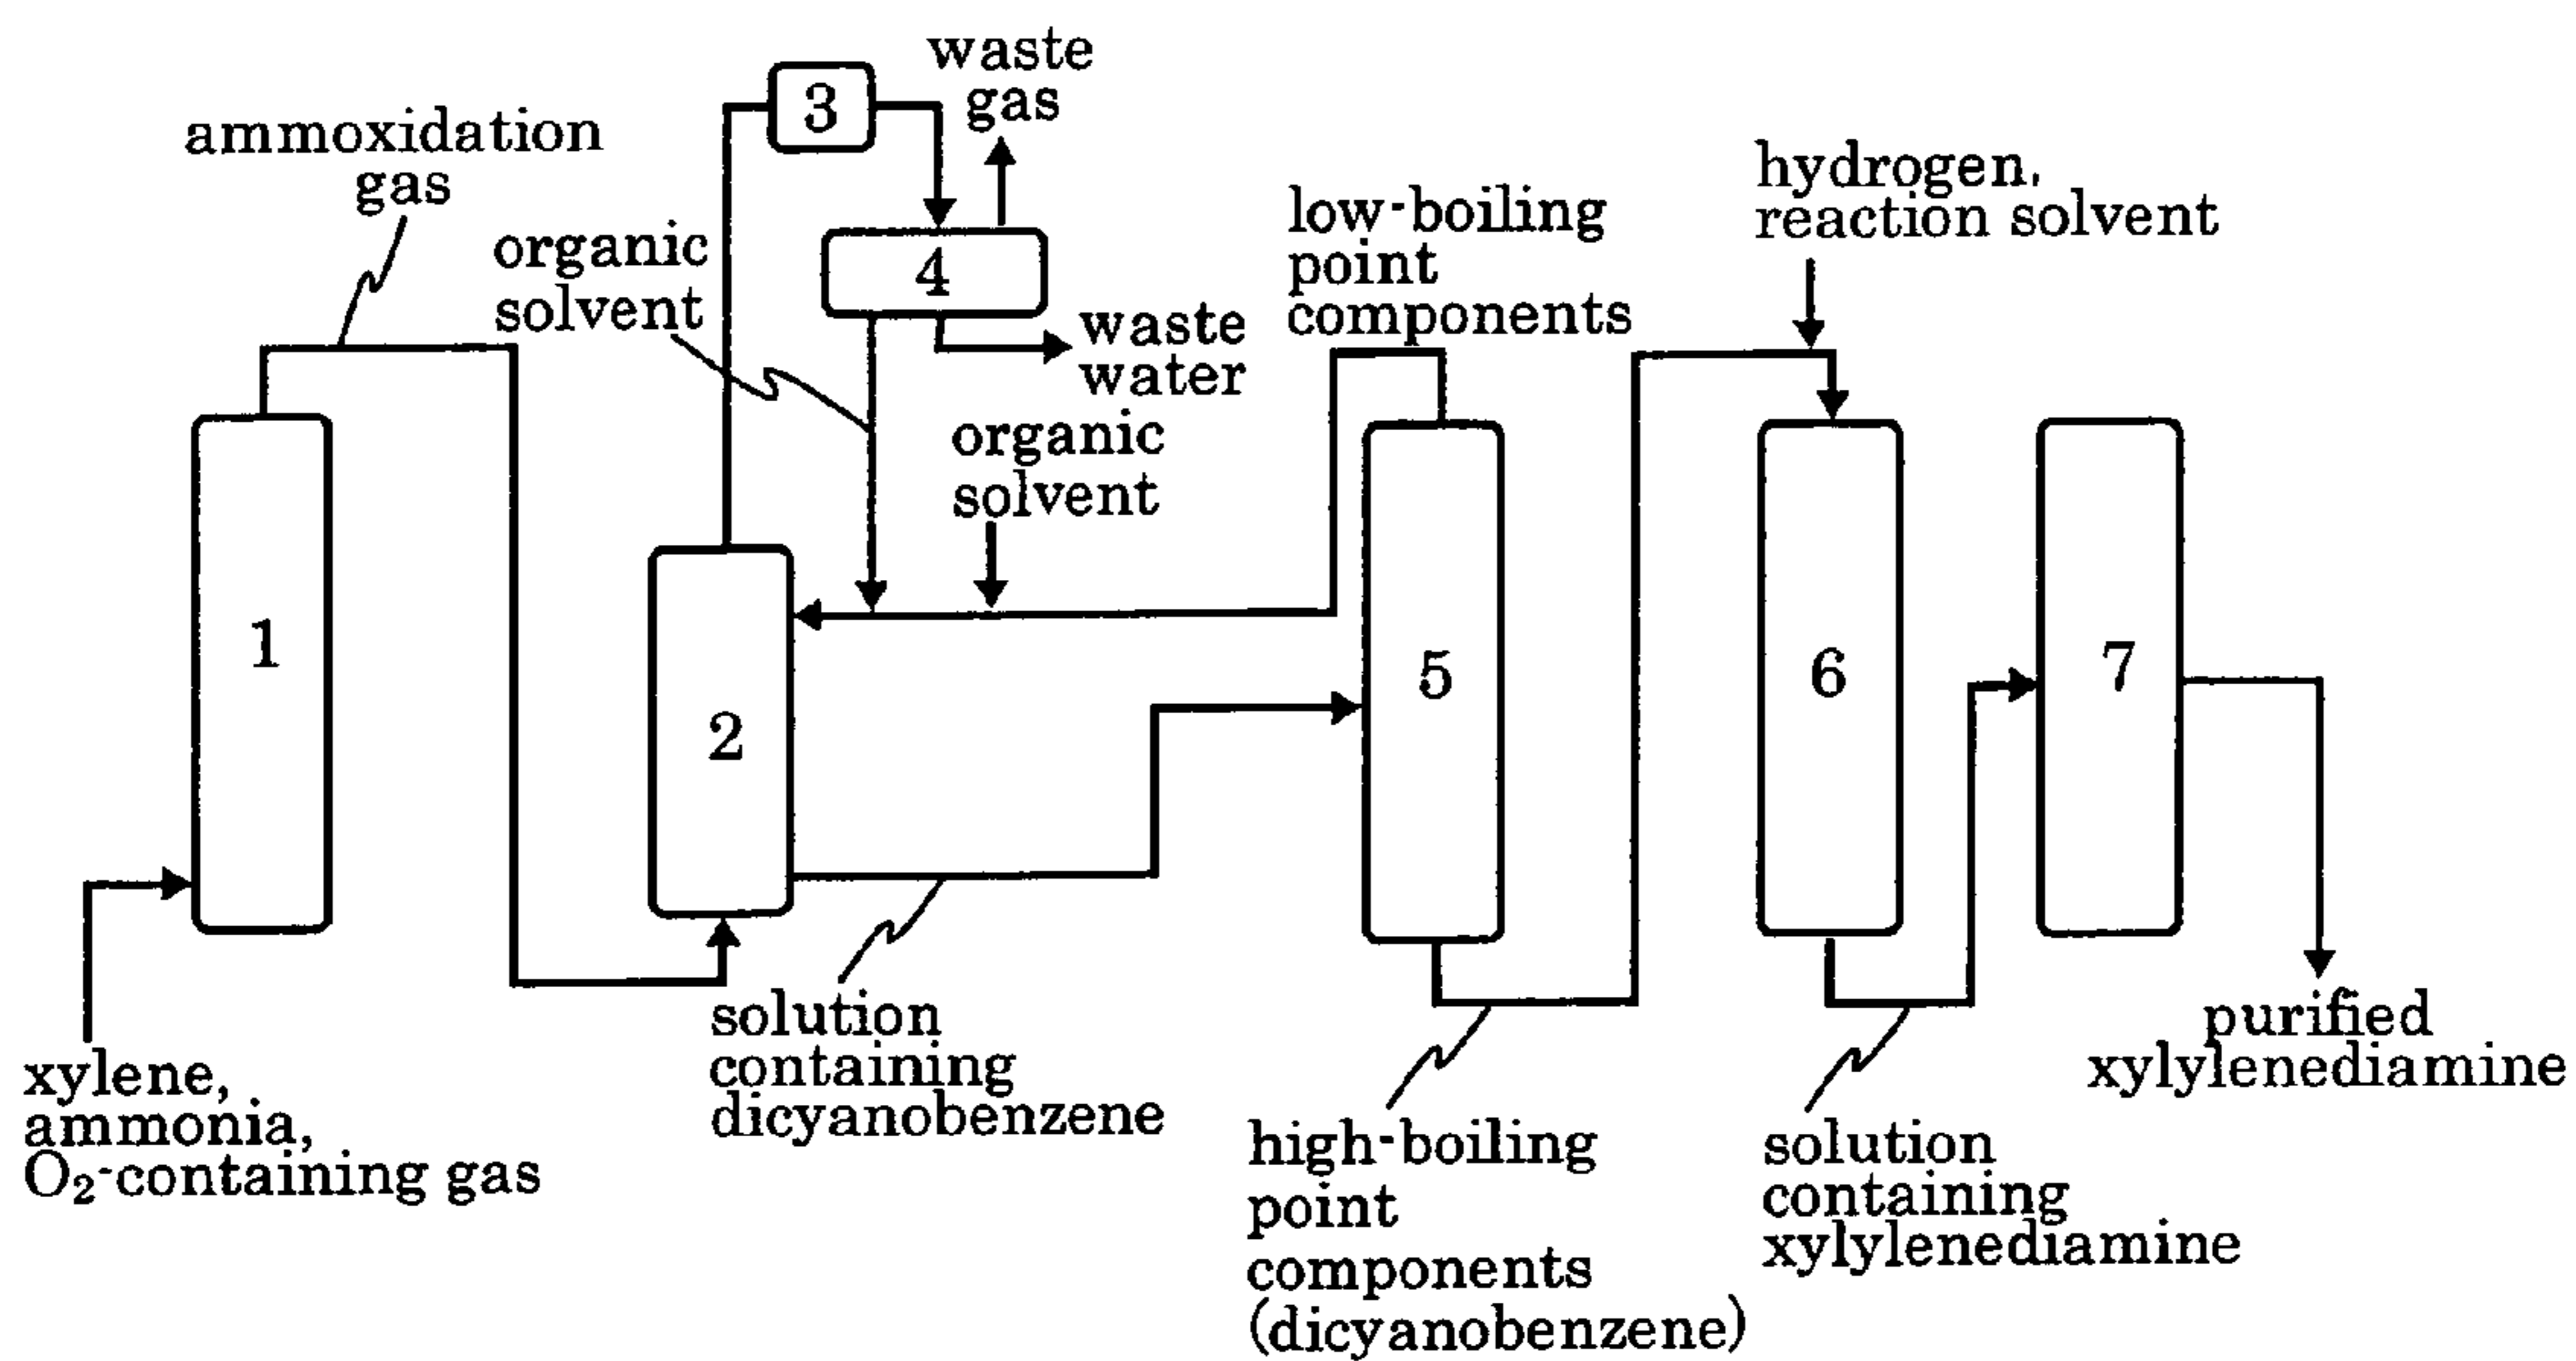 waste
gas
3
ammoxidation
gas
hydrogen,
reaction solvent
low-boiling
point
components
organic
solvent
4
waste
water
organic
solvent
1
2
5
6
7
solution
containing
dicyanobenzene
purified
xylylenediamine
xylene,
ammonia,
O₂-containing gas
high-boiling
point
components
(dicyanobenzene)
solution
containing
xylylenediamine